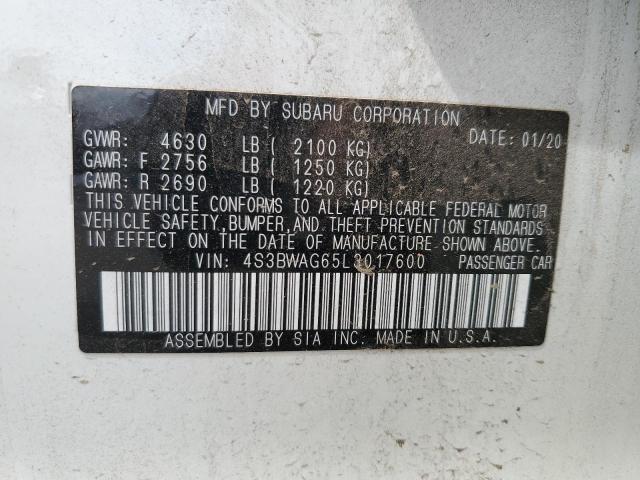 MFD BY SUBARU CORPORATION
GVWR: 4630 LB ( 2100 KG) DATE: 01/20
GAWR: F 2756 LB ( 1250 KG)
GAWR: R 2690 LB ( 1220 KG)
THIS VEHICLE CONFORMS TO ALL APPLICABLE FEDERAL MOTOR
VEHICLE SAFETY, BUMPER, AND THEFT PREVENTION STANDARDS
IN EFFECT ON THE DATE OF MANUFACTURE SHOWN ABOVE.
VIN: 4S3BWAG65L3017600 PASSENGER CAR
ASSEMBLED BY SIA INC. MADE IN U.S.A.